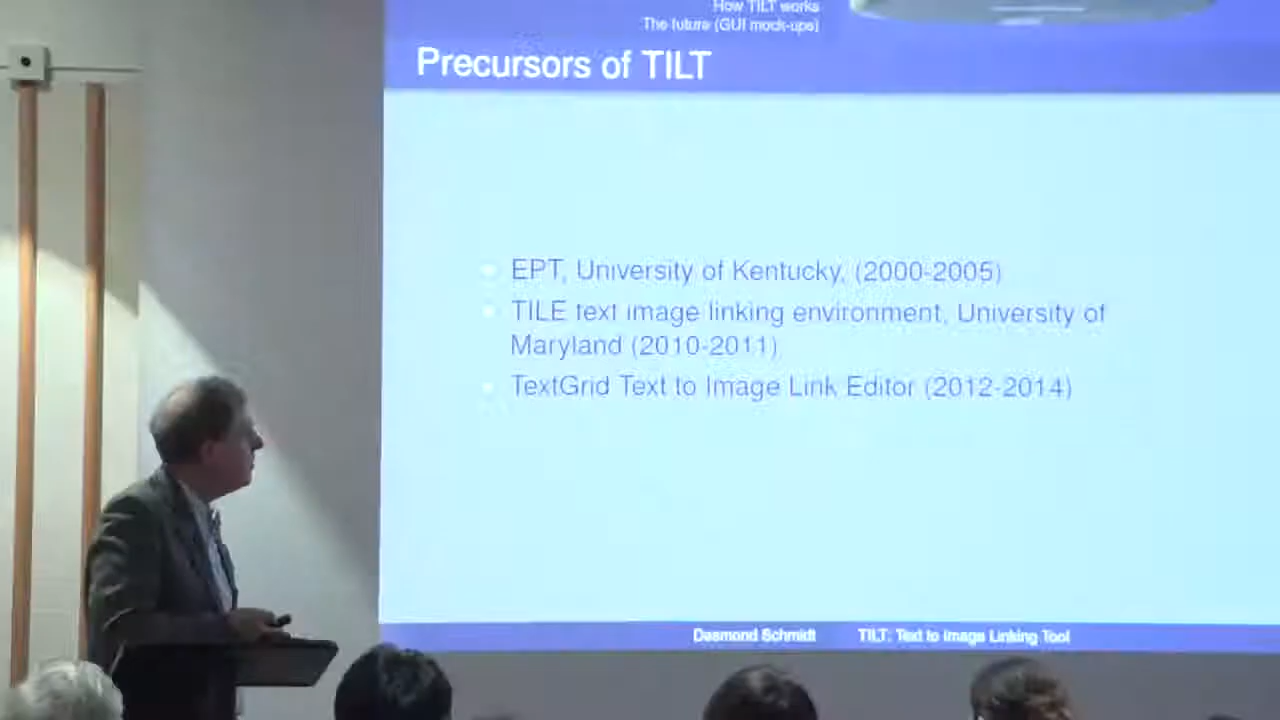 How TILT works
The future (GUI mock-ups)
Precursors of TILT
EPT, University of Kentucky, (2000-2005)
TILE text image linking environment, University of
Maryland (2010-2011)
TextGrid Text to Image Link Editor (2012-2014)
Desmond Schmidt TILT: Text to Image Linking Tool